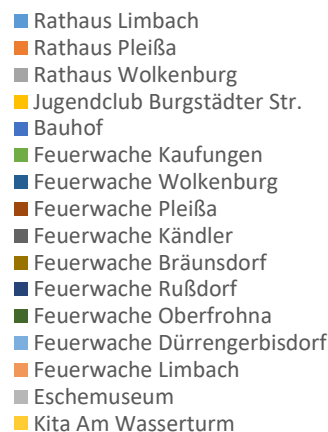 Rathaus Limbach
Rathaus Pleißa
Rathaus Wolkenburg
Jugendclub Burgstädter Str.
Bauhof
Feuerwache Kaufungen
Feuerwache Wolkenburg
Feuerwache Pleißa
Feuerwache Kändler
Feuerwache Bräunsdorf
Feuerwache Rußdorf
Feuerwache Oberfrohna
Feuerwache Dürrengerbisdorf
Feuerwache Limbach
Eschemuseum
Kita Am Wasserturm